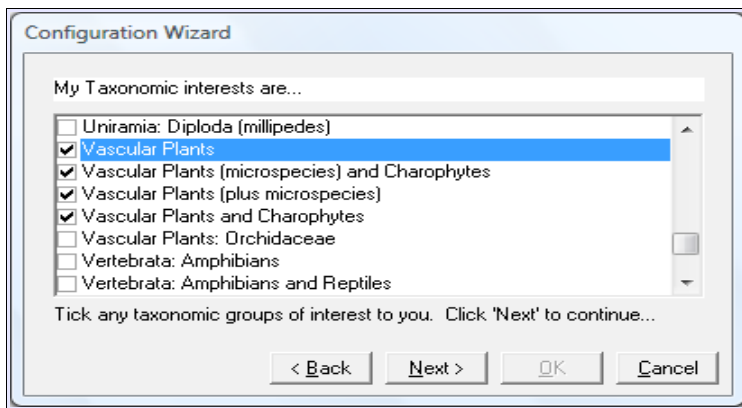 Configuration Wizard
My Taxonomic interests are...
Uniramia: Diploda (millipedes)
Vascular Plants
Vascular Plants (microspecies) and Charophytes
Vascular Plants (plus microspecies)
Vascular Plants and Charophytes
Vascular Plants: Orchidaceae
Vertebrata: Amphibians
Vertebrata: Amphibians and Reptiles
Tick any taxonomic groups of interest to you.  Click 'Next' to continue...
< Back Next > OK Cancel